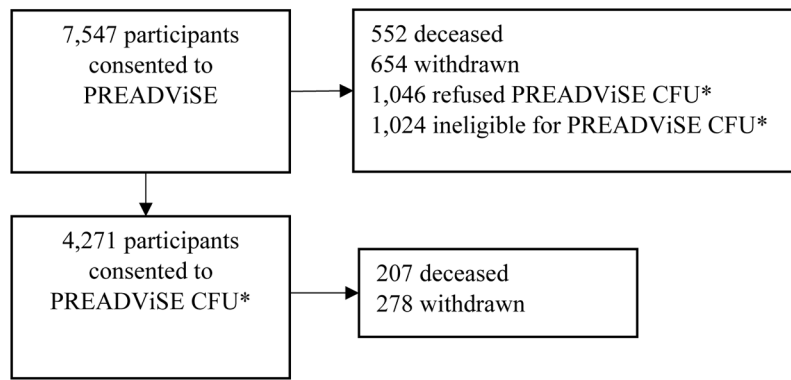 7,547 participants
consented to
PREADViSE
552 deceased
654 withdrawn
1,046 refused PREADViSE CFU*
1,024 ineligible for PREADViSE CFU*
4,271 participants
consented to
PREADViSE CFU*
207 deceased
278 withdrawn